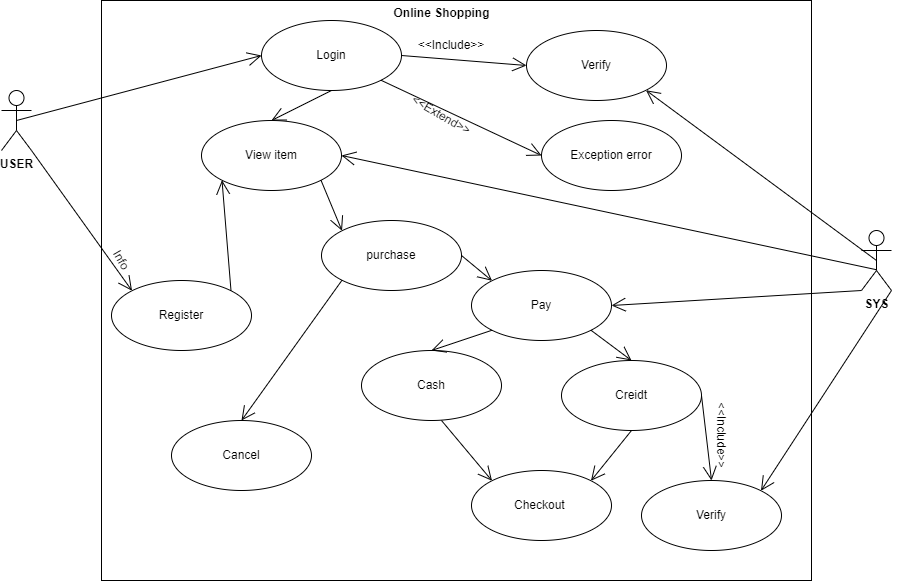 Online Shopping
Login
<<Include>>
Verify
<<Extend>>
USER
View item
Exception error
Info
purchase
SYS
Register
Pay
Cash
Creidt
<<Include>>
Cancel
Checkout
Verify